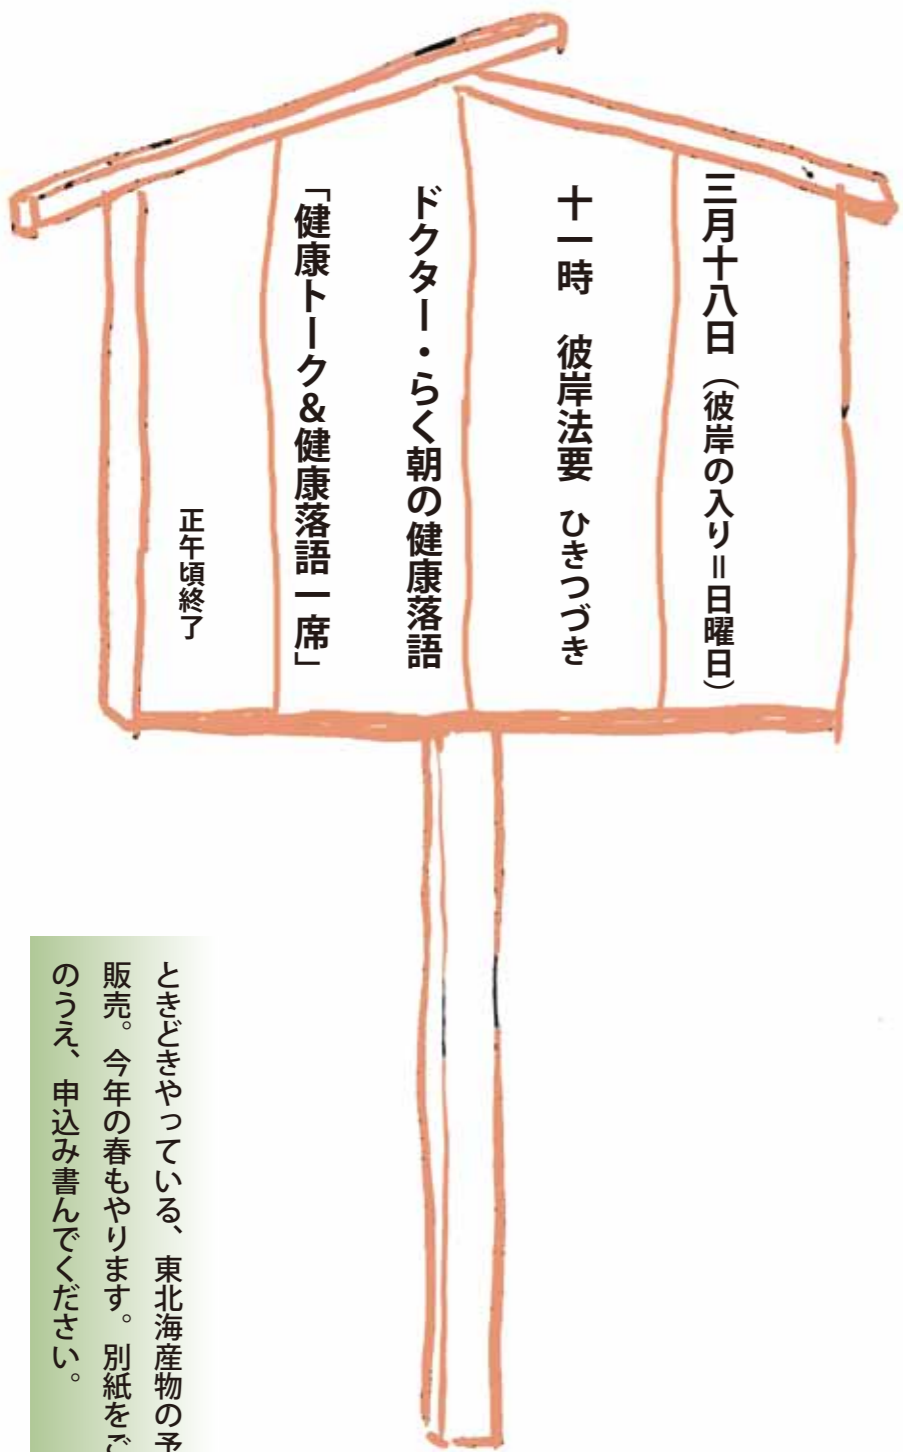 三月十八日（彼岸の入り＝日曜日）
十一時　彼岸法要　ひきつづき
ドクター・らく朝の健康落語
「健康トーク＆健康落語一席」
正午頃終了
ときどきやっている、東北海産物の予
販売。今年の春もやります。別紙をご
のうえ、申込み書んでください。